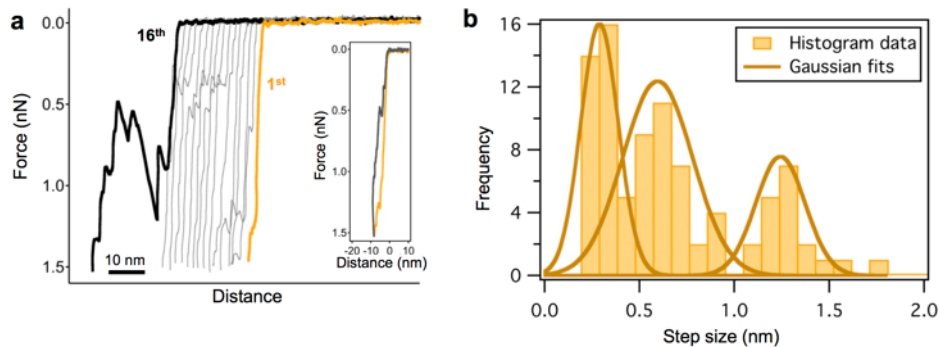 a
0.0
0.5
1.0
1.5
Force (nN)
16th
1st
10 nm
Distance
0.0
0.5
1.0
1.5
Force (nN)
-20 -10 0 10
Distance (nm)
b
16
12
8
4
0
Frequency
Histogram data
Gaussian fits
0.0 0.5 1.0 1.5 2.0
Step size (nm)